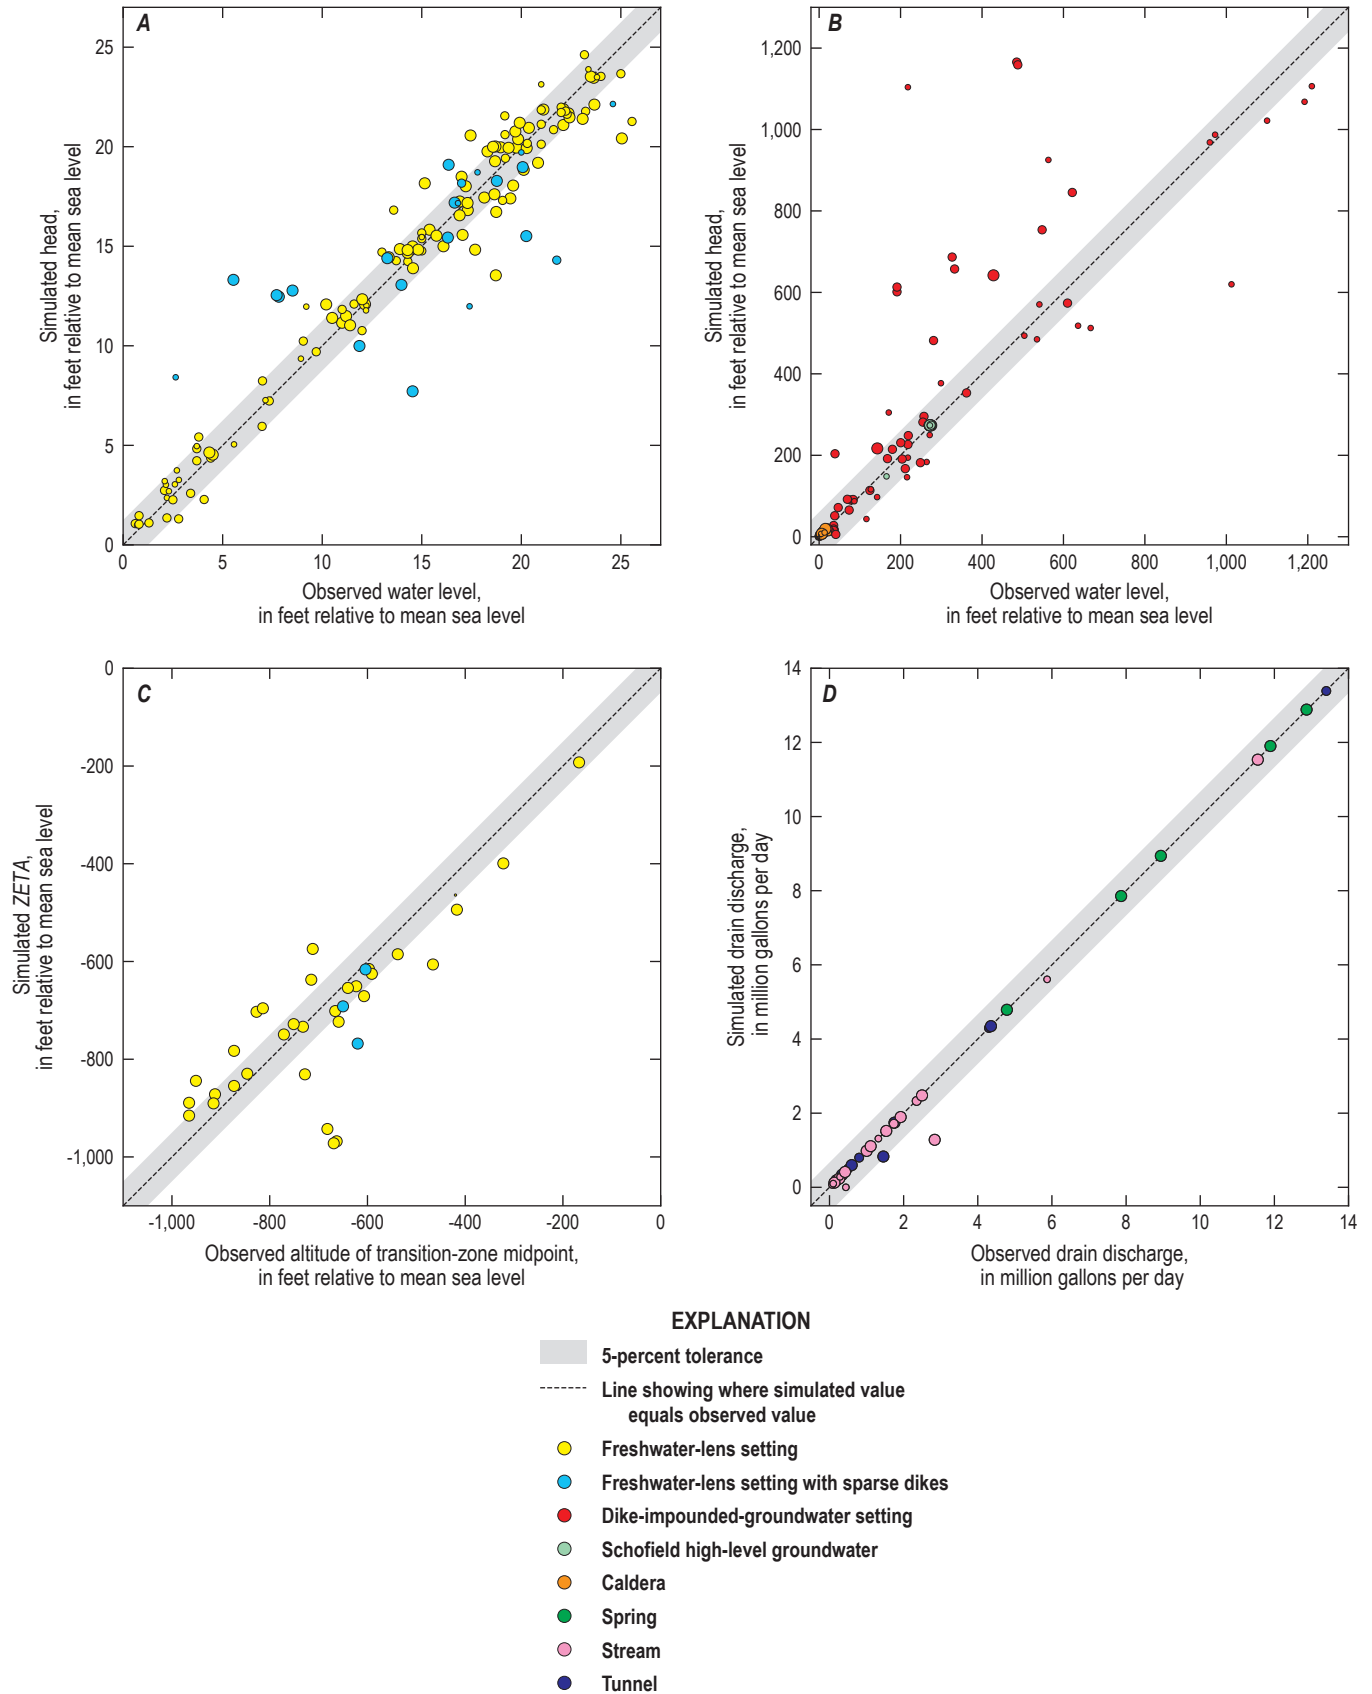 A
25
20
15
10
5
0
Simulated head,
in feet relative to mean sea level
0 5 10 15 20 25
Observed water level,
in feet relative to mean sea level
B
1,200
1,000
800
600
400
200
0
Simulated head,
in feet relative to mean sea level
0 200 400 600 800 1,000 1,200
Observed water level,
in feet relative to mean sea level
C
0
-200
-400
-600
-800
-1,000
Simulated ZETA,
in feet relative to mean sea level
-1,000 -800 -600 -400 -200 0
Observed altitude of transition-zone midpoint,
in feet relative to mean sea level
D
14
12
10
8
6
4
2
0
Simulated drain discharge,
in million gallons per day
0 2 4 6 8 10 12 14
Observed drain discharge,
in million gallons per day
EXPLANATION
5-percent tolerance
Line showing where simulated value
equals observed value
Freshwater-lens setting
Freshwater-lens setting with sparse dikes
Dike-impounded-groundwater setting
Schofield high-level groundwater
Caldera
Spring
Stream
Tunnel